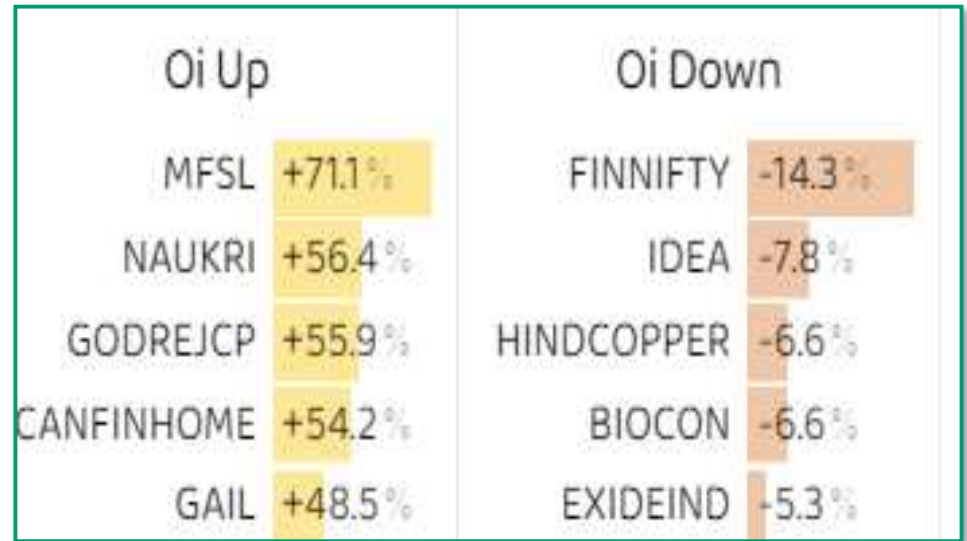 Oi Up
MFSL +71.1%
NAUKRI +56.4%
GODREJCP +55.9%
CANFINHOME +54.2%
GAIL +48.5%
Oi Down
FINNIFTY -14.3%
IDEA -7.8%
HINDCOPPER -6.6%
BIOCON -6.6%
EXIDEIND -5.3%